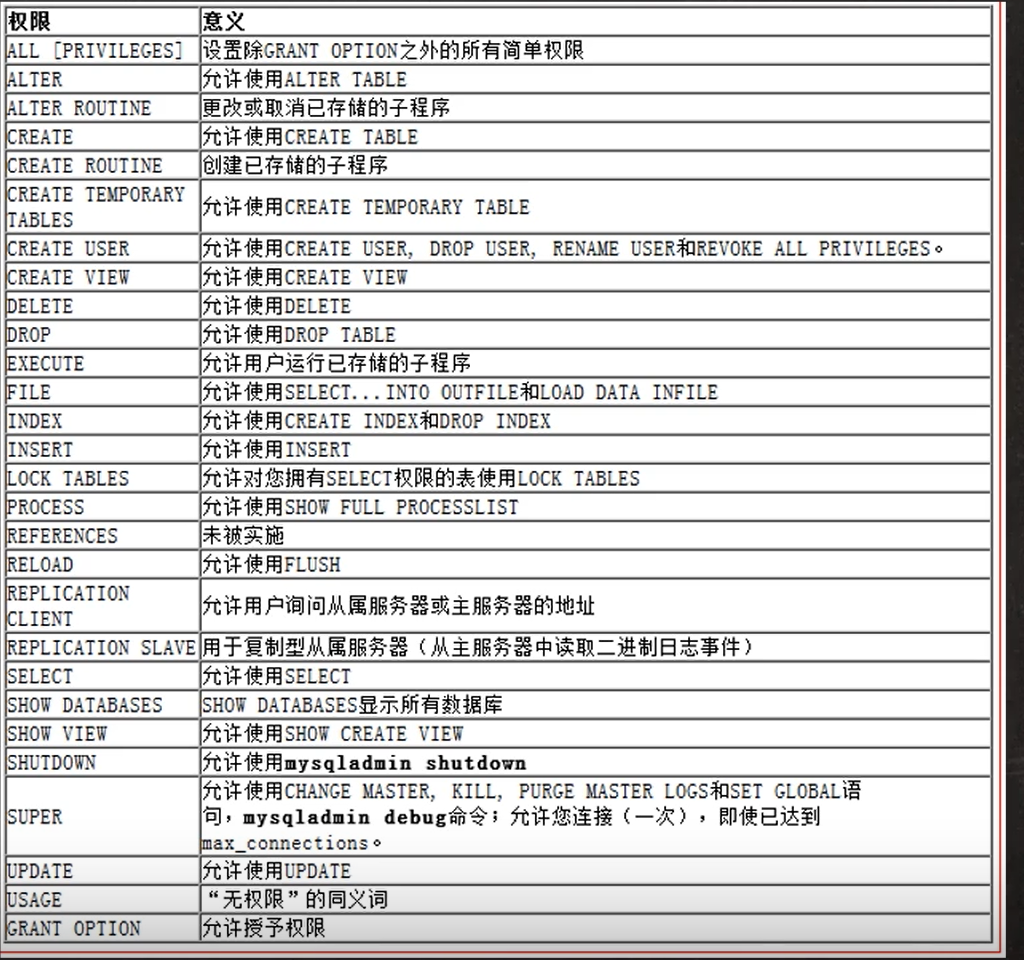 权限 意义
ALL [PRIVILEGES] 设置除GRANT OPTION之外的所有简单权限
ALTER 允许使用ALTER TABLE
ALTER ROUTINE 更改或取消已存储的子程序
CREATE 允许使用CREATE TABLE
CREATE ROUTINE 创建已存储的子程序
CREATE TEMPORARY
TABLES
允许使用CREATE TEMPORARY TABLE
CREATE USER 允许使用CREATE USER, DROP USER, RENAME USER和REVOKE ALL PRIVILEGES。
CREATE VIEW 允许使用CREATE VIEW
DELETE 允许使用DELETE
DROP 允许使用DROP TABLE
EXECUTE 允许用户运行已存储的子程序
FILE 允许使用SELECT...INTO OUTFILE和LOAD DATA INFILE
INDEX 允许使用CREATE INDEX和DROP INDEX
INSERT 允许使用INSERT
LOCK TABLES 允许对您拥有SELECT权限的表使用LOCK TABLES
PROCESS 允许使用SHOW FULL PROCESSLIST
REFERENCES 未被实施
RELOAD 允许使用FLUSH
REPLICATION
CLIENT
允许用户询问从属服务器或主服务器的地址
REPLICATION SLAVE 用于复制型从属服务器（从主服务器中读取二进制日志事件）
SELECT 允许使用SELECT
SHOW DATABASES SHOW DATABASES显示所有数据库
SHOW VIEW 允许使用SHOW CREATE VIEW
SHUTDOWN 允许使用mysqladmin shutdown
SUPER
允许使用CHANGE MASTER, KILL, PURGE MASTER LOGS和SET GLOBAL语
句，mysqladmin debug命令；允许您连接（一次），即使已达到
max_connections。
UPDATE 允许使用UPDATE
USAGE “无权限”的同义词
GRANT OPTION 允许授予权限